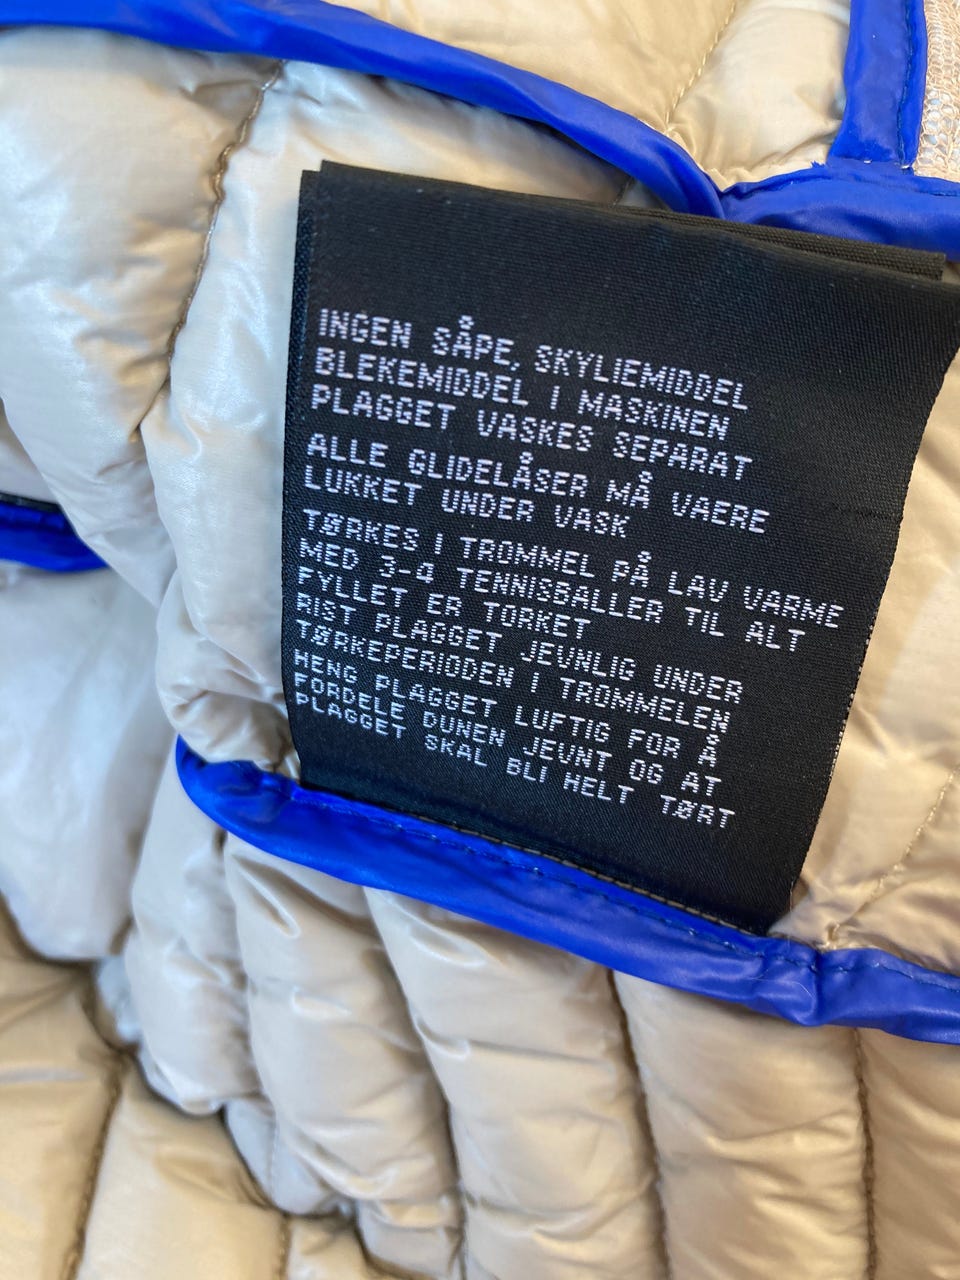 INGEN SÅPE, SKYLIEMIDDEL
BLEKEMIDDEL I MASKINEN
PLAGGET VASKES SEPARAT
ALLE GLIDELÅSER MÅ VAERE
LUKKET UNDER VASK
TØRKES I TROMMEL PÅ LAV VARME
MED 3-4 TENNISBALLER TIL ALT
FYLLET ER TORKET
RIST PLAGGET JEVNLIG UNDER
TØRKEPERIODEN I TROMMELEN
HENG PLAGGET LUFTIG FOR Å
FORDELE DUNEN JEVNT OG AT
PLAGGET SKAL BLI HELT TØRT